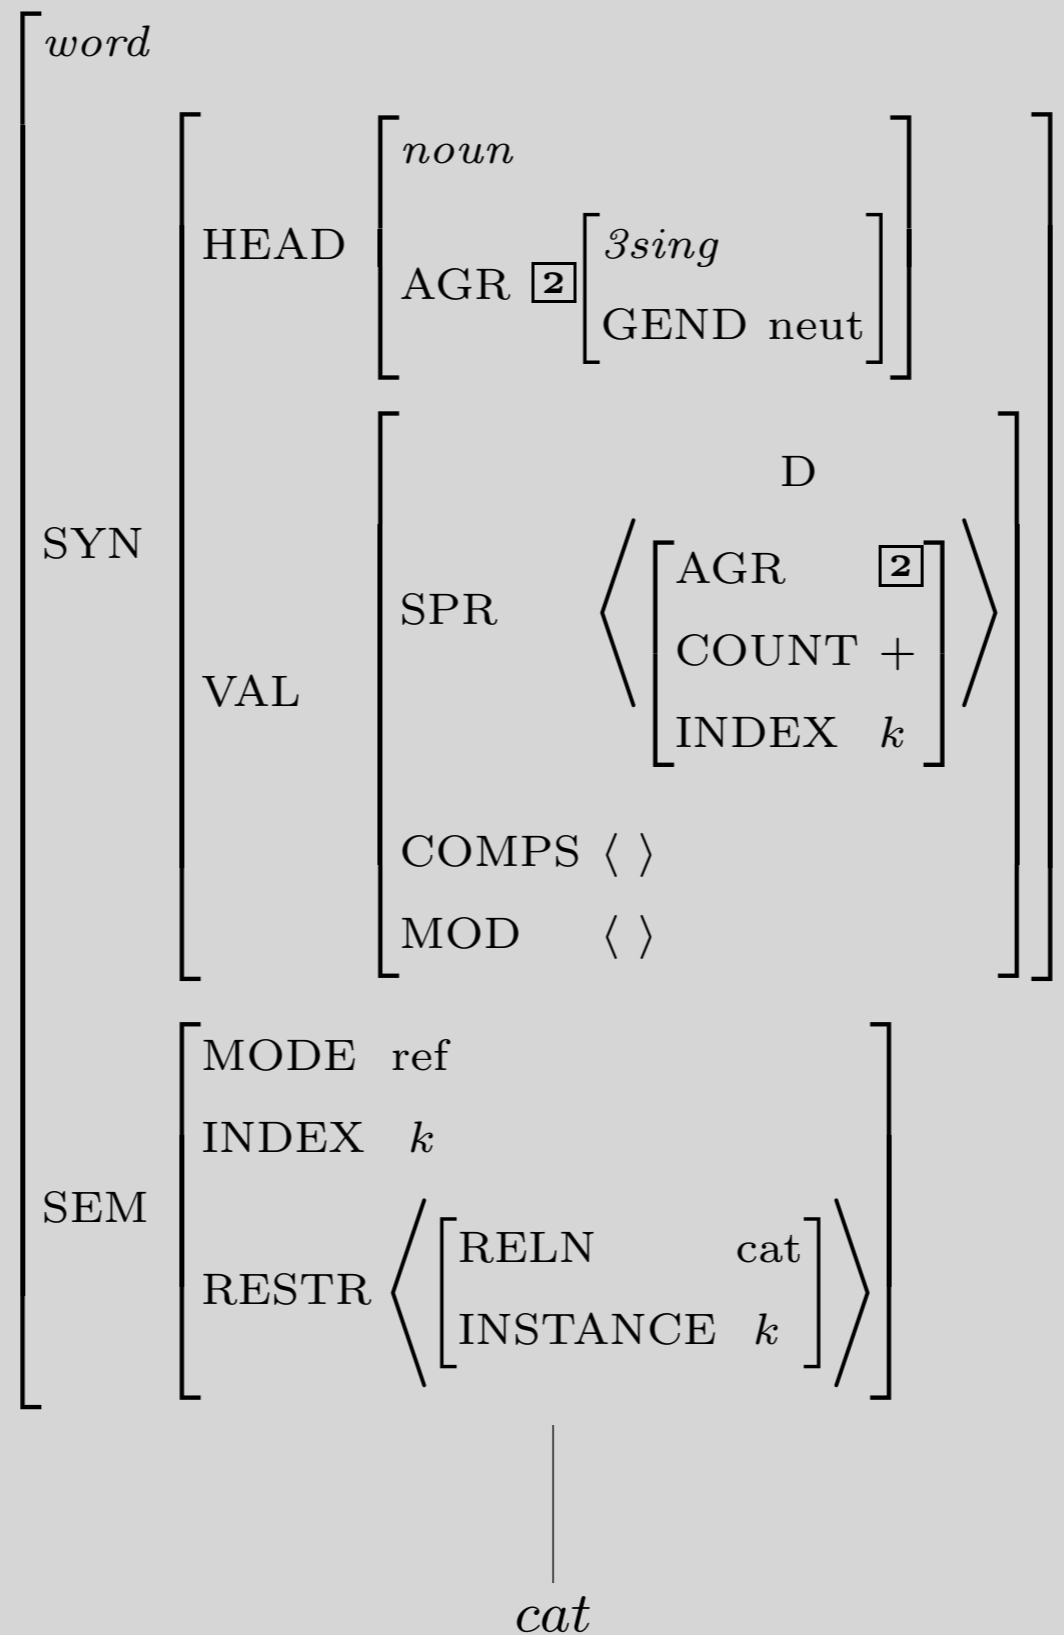 word
noun
HEAD
3sing
AGR 2
GEND neut
D
SYN
AGR 2
SPR
COUNT +
VAL
INDEX k
COMPS ⟨ ⟩
MOD ⟨ ⟩
MODE ref
INDEX k
SEM
RELN cat
RESTR
INSTANCE k
cat